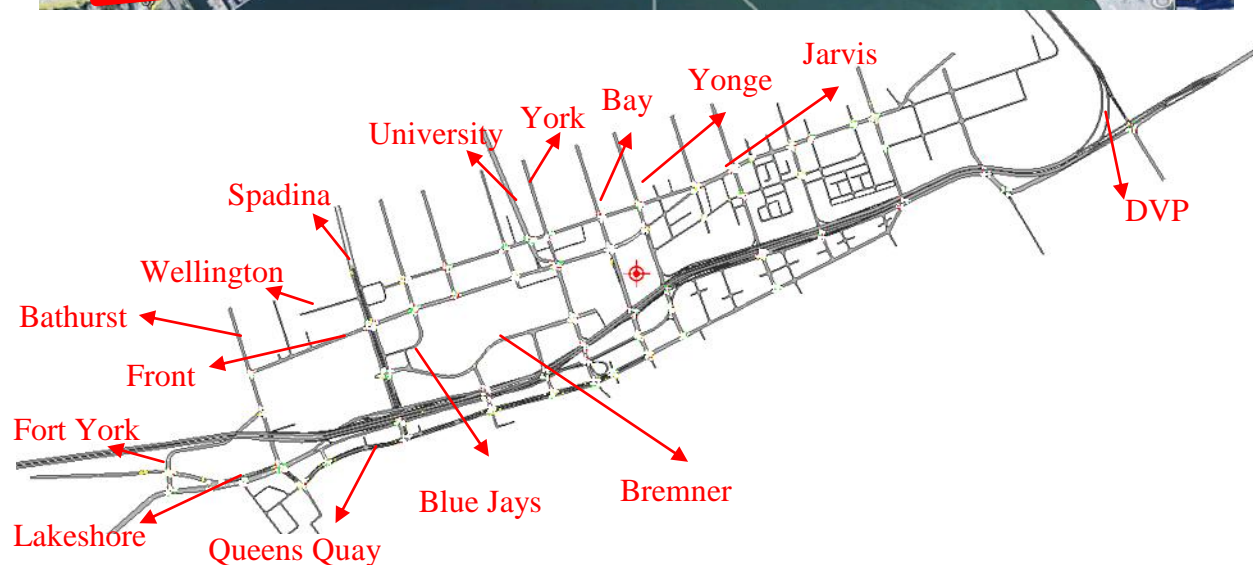 Jarvis
Yonge
Bay
York
University
Spadina
DVP
Wellington
Bathurst
Front
Fort York
Bremner
Blue Jays
Lakeshore
Queens Quay